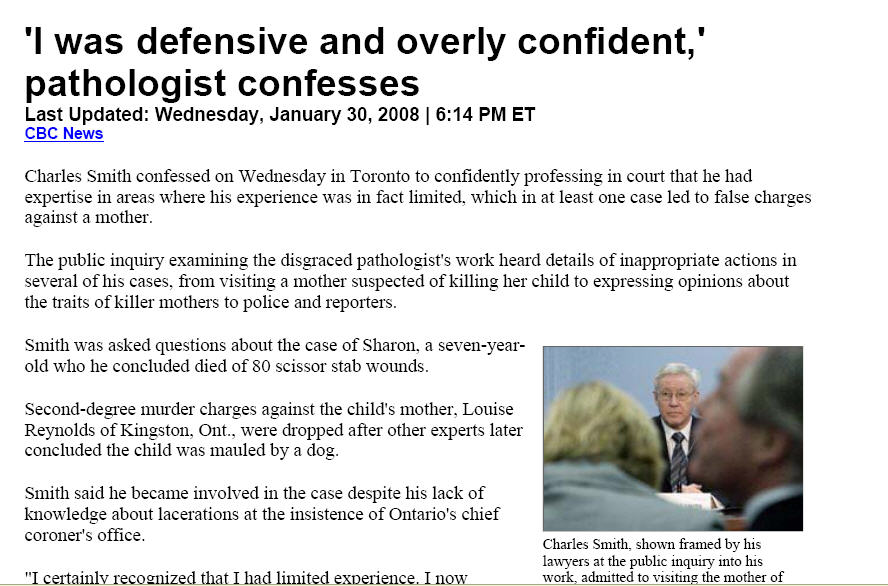 'I was defensive and overly confident,'
pathologist confesses
Last Updated: Wednesday, January 30, 2008 | 6:14 PM ET
CBC News
Charles Smith confessed on Wednesday in Toronto to confidently professing in court that he had
expertise in areas where his experience was in fact limited, which in at least one case led to false charges
against a mother.
The public inquiry examining the disgraced pathologist's work heard details of inappropriate actions in
several of his cases, from visiting a mother suspected of killing her child to expressing opinions about
the traits of killer mothers to police and reporters.
Smith was asked questions about the case of Sharon, a seven-year-
old who he concluded died of 80 scissor stab wounds.
Second-degree murder charges against the child's mother, Louise
Reynolds of Kingston, Ont., were dropped after other experts later
concluded the child was mauled by a dog.
Smith said he became involved in the case despite his lack of
knowledge about lacerations at the insistence of Ontario's chief
coroner's office.
"I certainly recognized that I had limited experience. I now
Charles Smith, shown framed by his
lawyers at the public inquiry into his
work, admitted to visiting the mother of